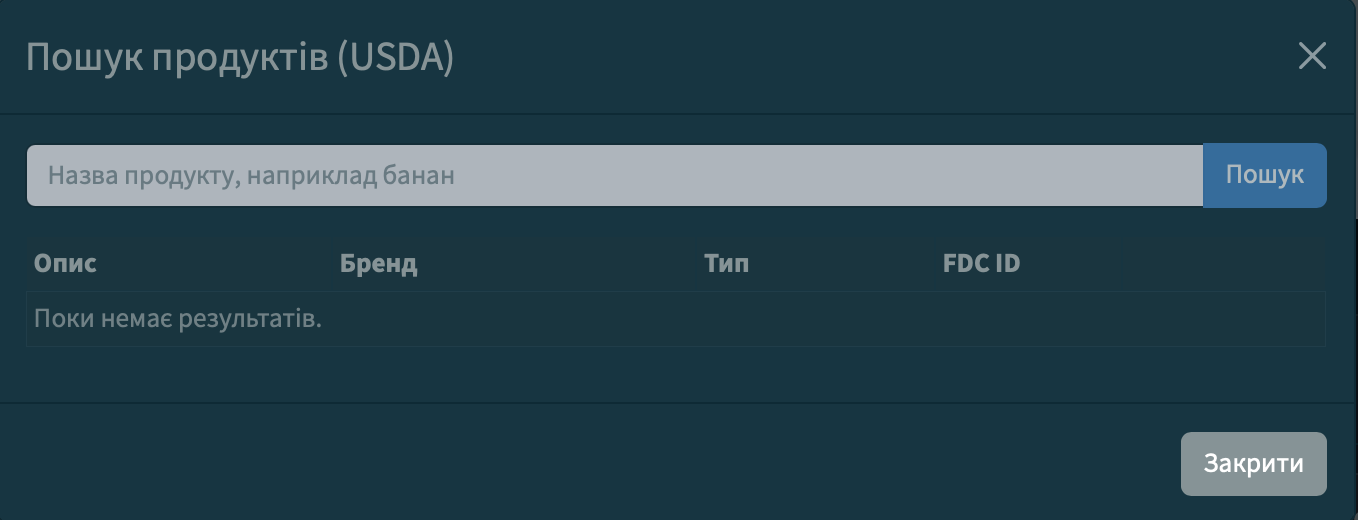 Пошук продуктів (USDA)
Назва продукту, наприклад банан
Пошук
Опис Бренд Тип FDC ID
Поки немає результатів.
Закрити